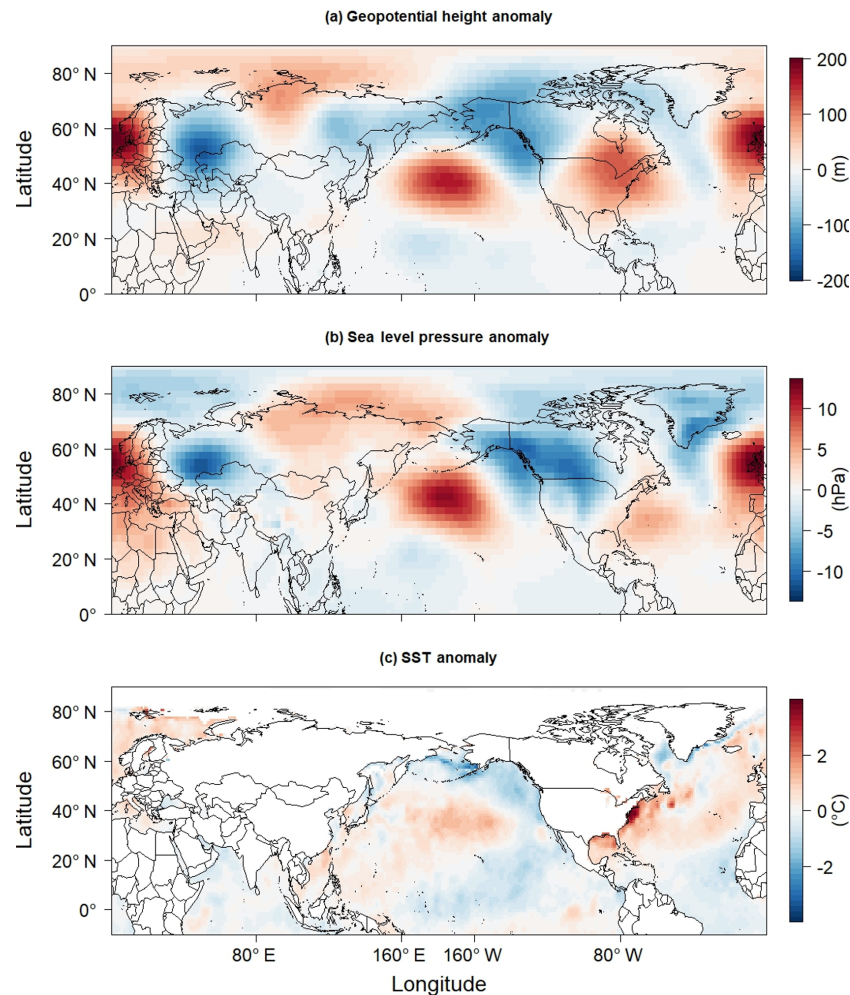 (a) Geopotential height anomaly
80° N
60° N
40° N
20° N
0°
Latitude
200
100
0
-100
-200
(m)
(b) Sea level pressure anomaly
80° N
60° N
40° N
20° N
0°
Latitude
10
5
0
-5
-10
(hPa)
(c) SST anomaly
80° N
60° N
40° N
20° N
0°
Latitude
2
0
-2
(°C)
80° E
160° E
160° W
80° W
Longitude